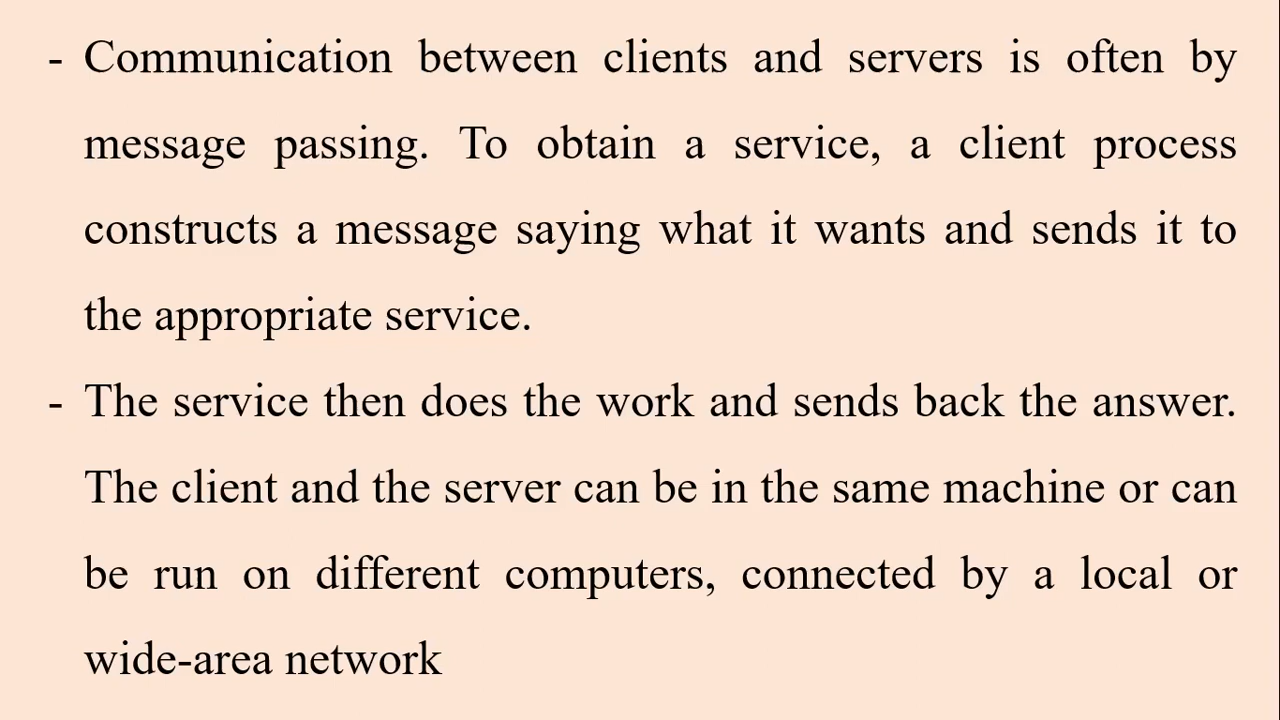 - Communication between clients and servers is often by
message passing. To obtain a service, a client process
constructs a message saying what it wants and sends it to
the appropriate service.
- The service then does the work and sends back the answer.
The client and the server can be in the same machine or can
be run on different computers, connected by a local or
wide-area network